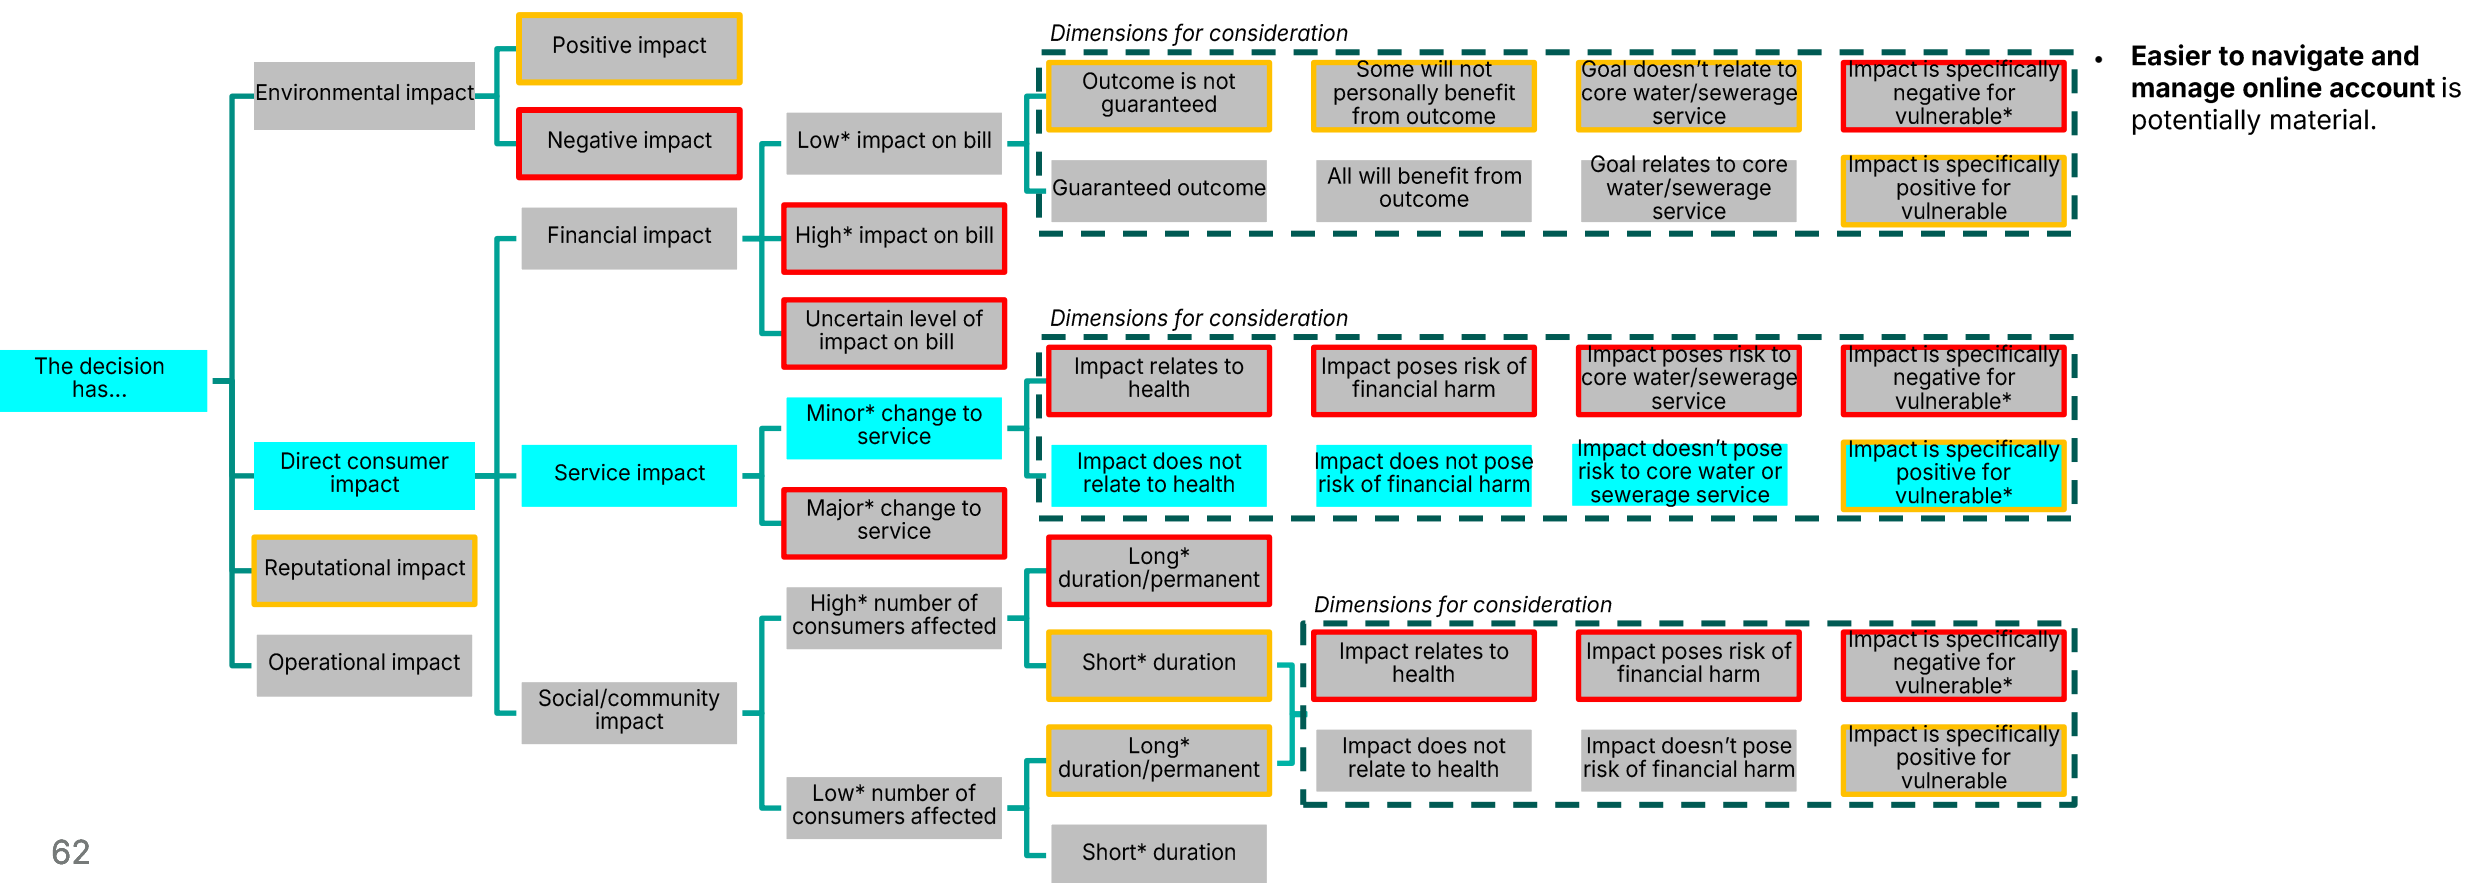 The decision
has...
Environmental impact
Direct consumer
impact
Reputational impact
Operational impact
Positive impact
Negative impact
Financial impact
Service impact
Social/community
impact
Low* impact on bill
High* impact on bill
Uncertain level of
impact on bill
Minor* change to
service
Major* change to
service
High* number of
consumers affected
Low* number of
consumers affected
Dimensions for consideration
Outcome is not
guaranteed
Some will not
personally benefit
from outcome
Goal doesn't relate to
core water/sewerage
service
Impact is specifically
negative for
vulnerable*
Guaranteed outcome
All will benefit from
outcome
Goal relates to core
water/sewerage
service
Impact is specifically
positive for
vulnerable
Dimensions for consideration
Impact relates to
health
Impact poses risk of
financial harm
Impact poses risk to
core water/sewerage
service
Impact is specifically
negative for
vulnerable*
Impact does not
relate to health
Impact does not pose
risk of financial harm
Impact doesn't pose
risk to core water or
sewerage service
Impact is specifically
positive for
vulnerable*
Long*
duration/permanent
Short* duration
Long*
duration/permanent
Short* duration
Dimensions for consideration
Impact relates to
health
Impact poses risk of
financial harm
Impact is specifically
negative for
vulnerable*
Impact does not
relate to health
Impact doesn't pose
risk of financial harm
Impact is specifically
positive for
vulnerable
• Easier to navigate and
manage online account is
potentially material.
62